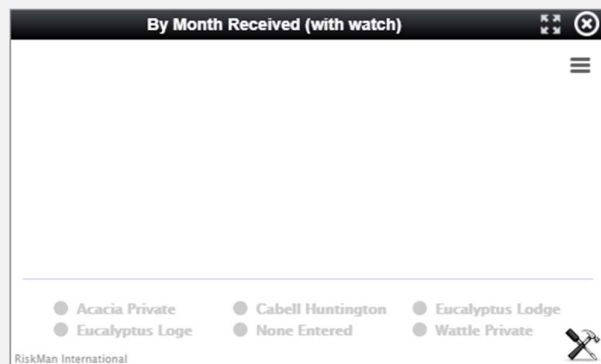 By Month Received (with watch)
Acacia Private Cabell Huntington Eucalyptus Lodge
Eucalyptus Loge None Entered Wattle Private
RiskMan International